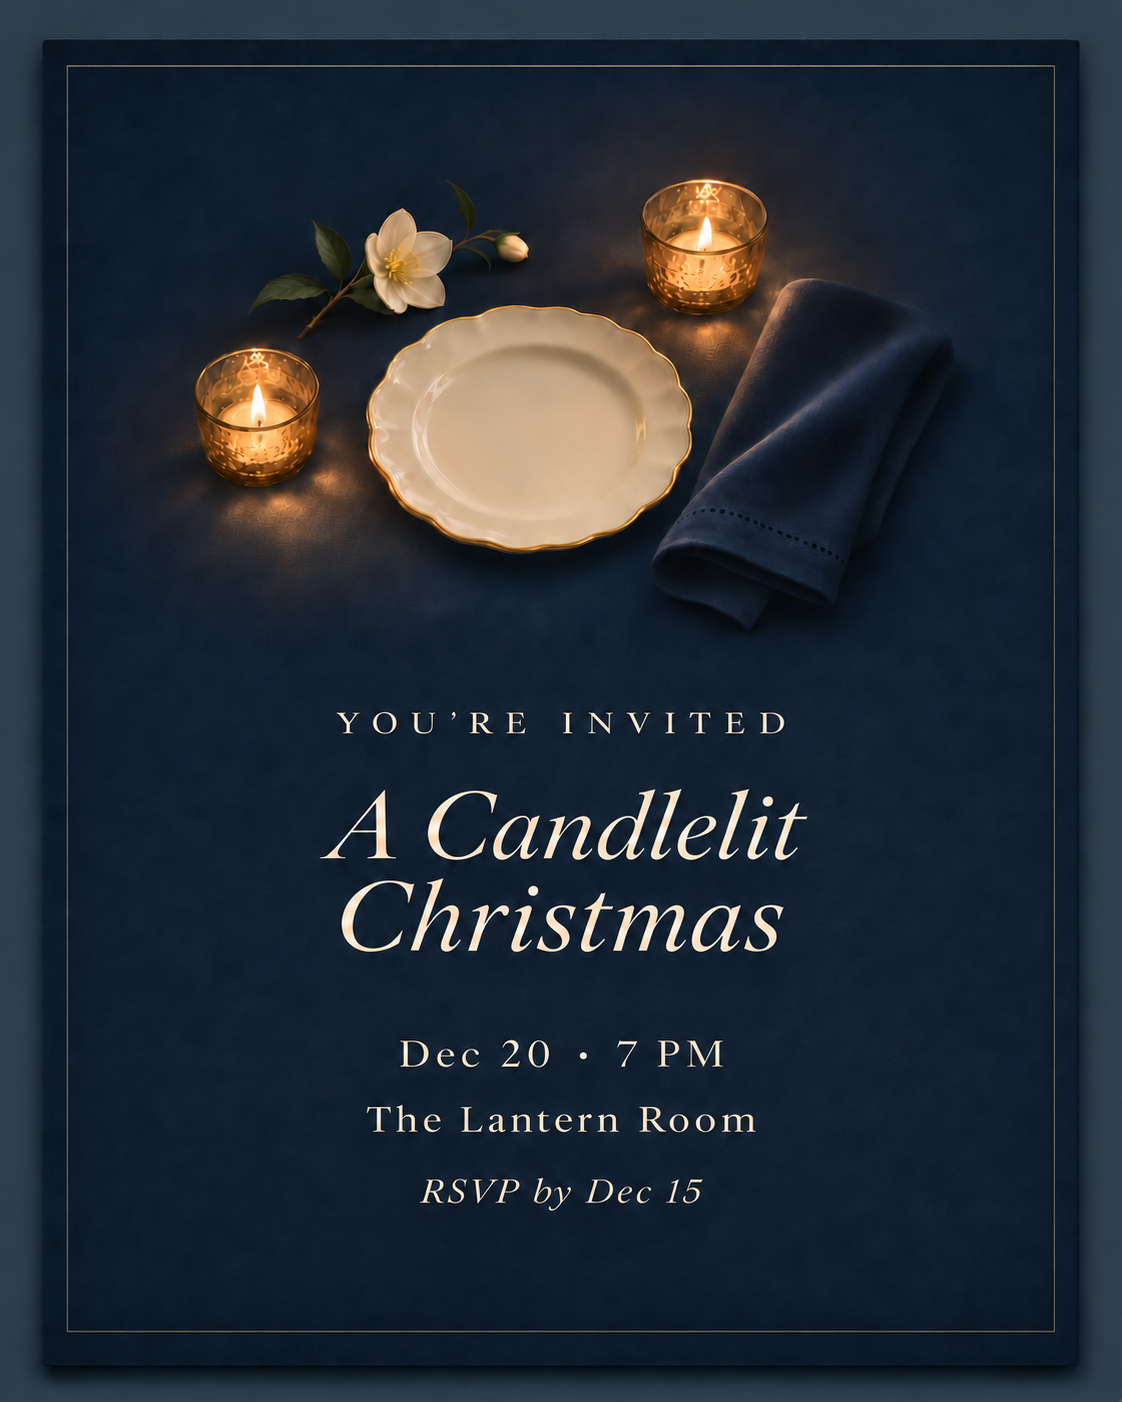 YOU’RE INVITED
A Candlelit
Christmas
Dec 20 • 7 PM
The Lantern Room
RSVP by Dec 15